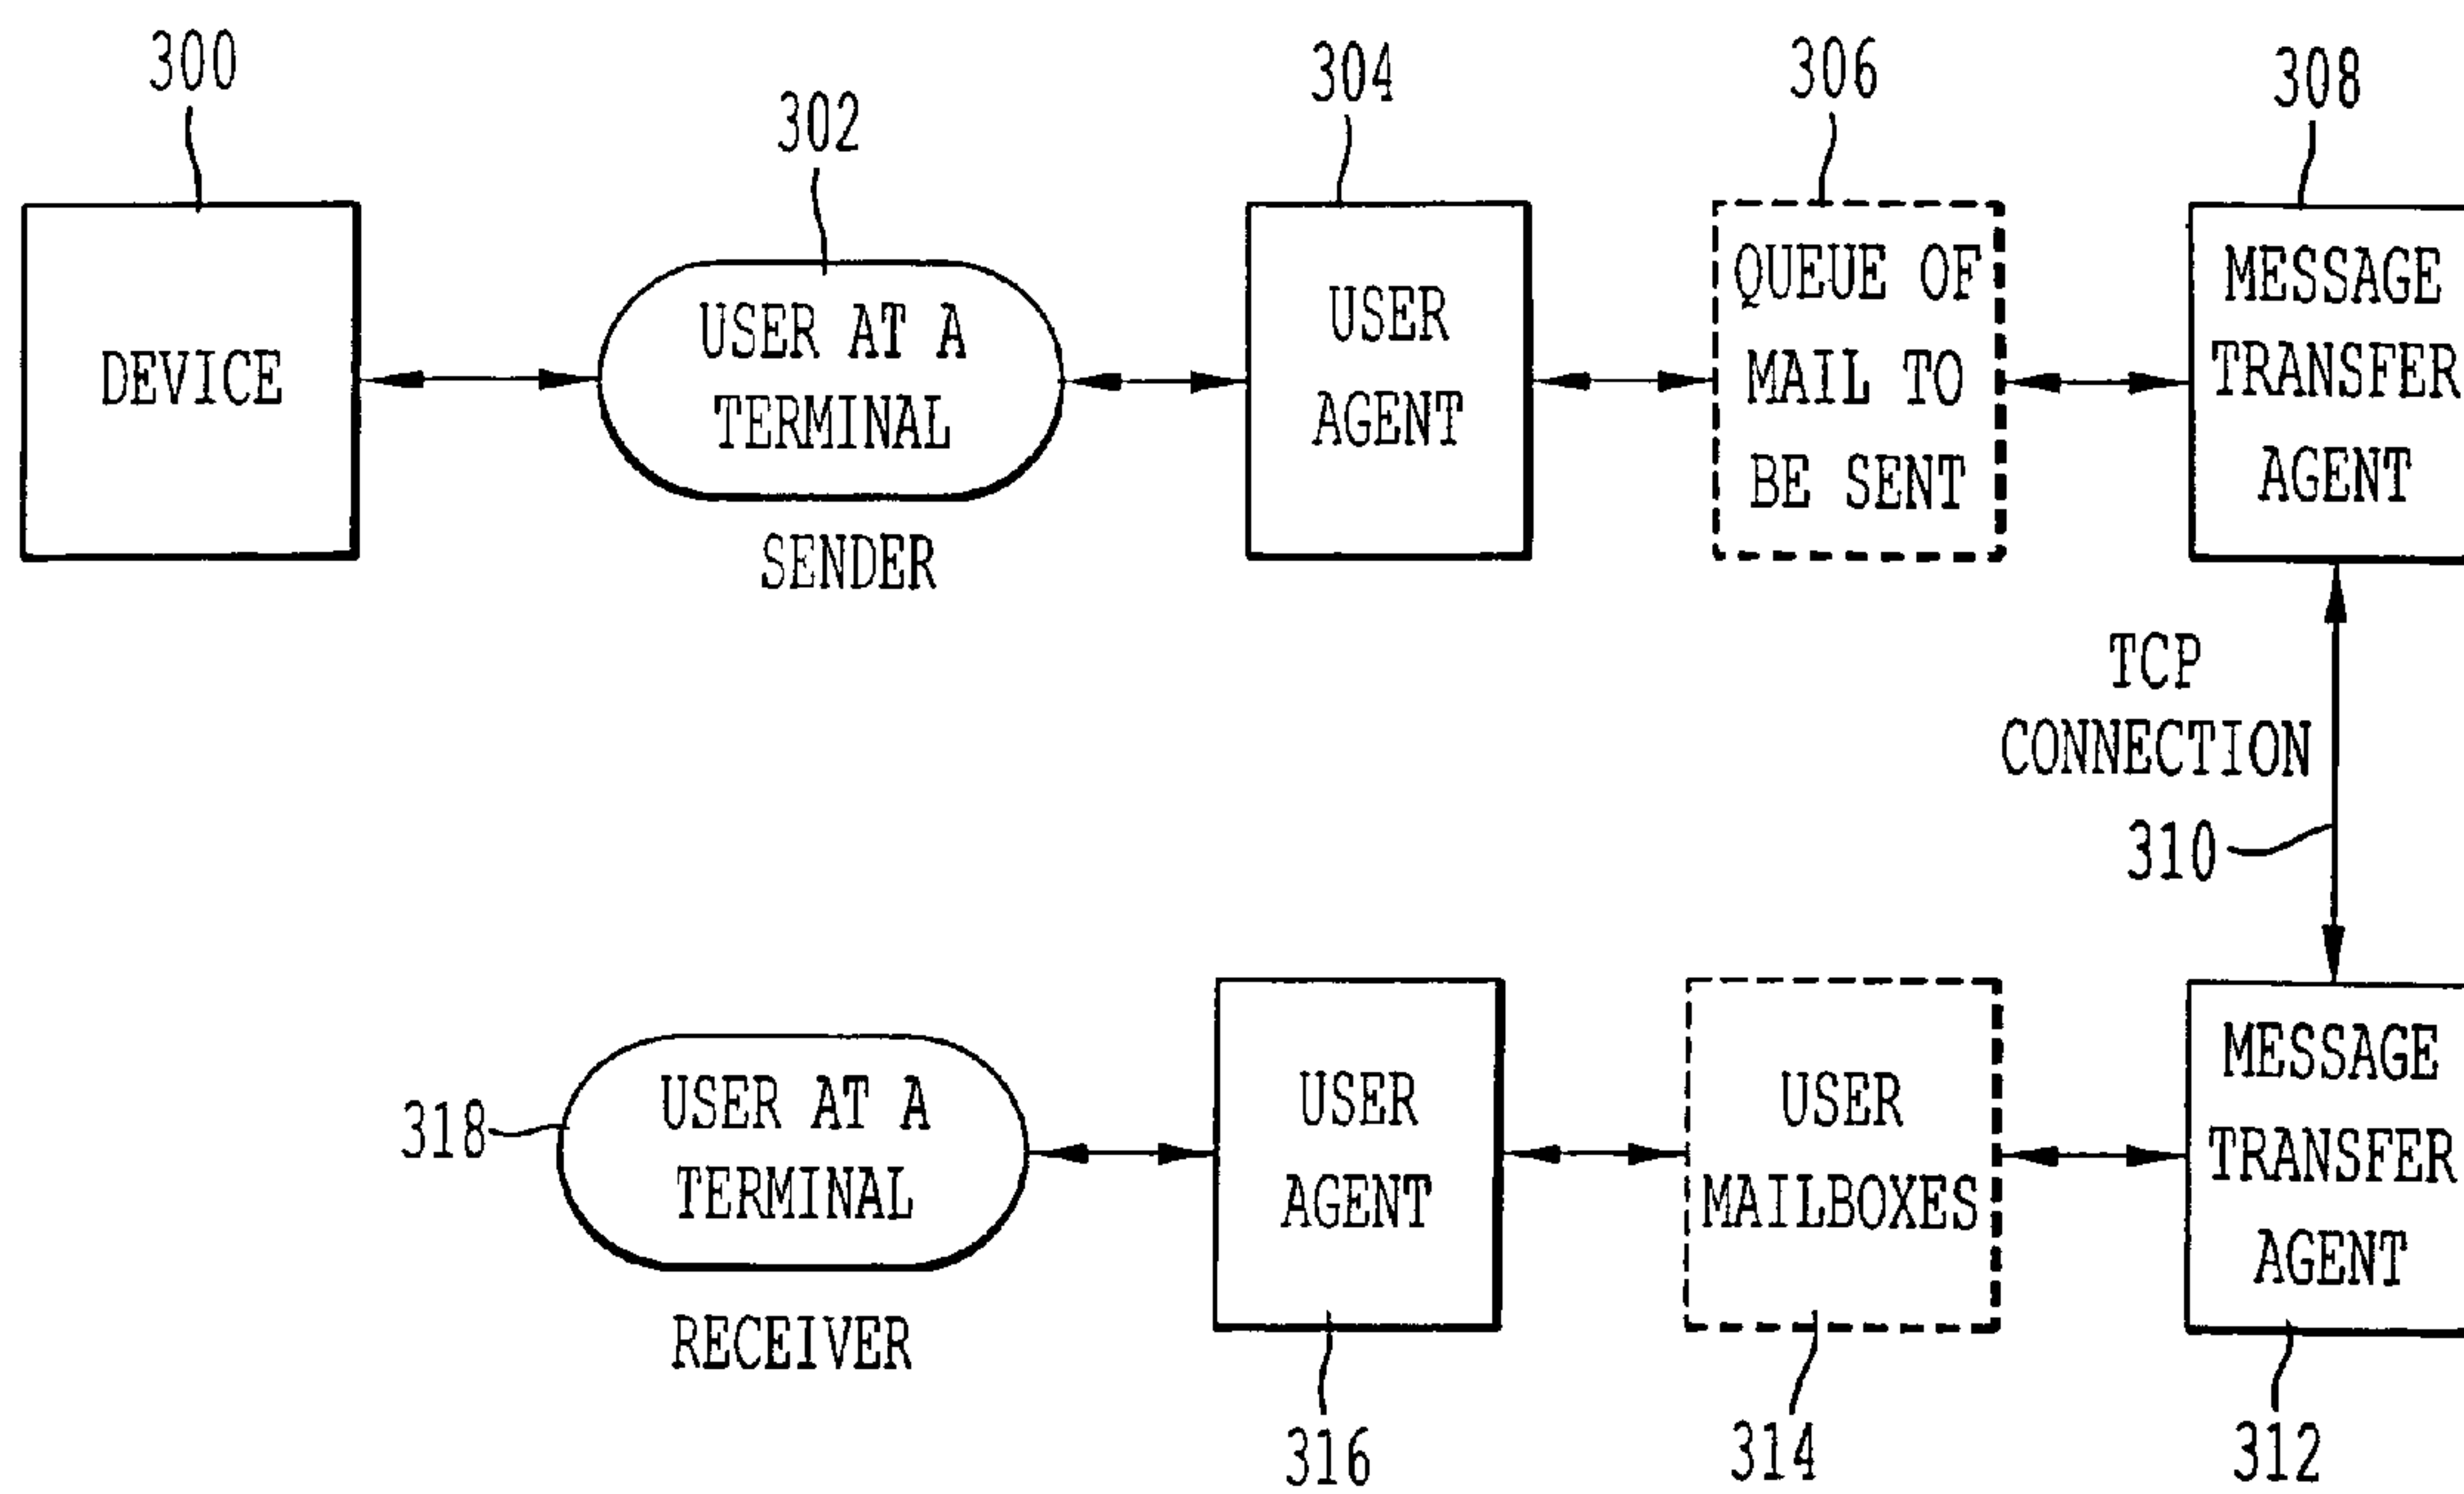 300
302
304
306
308
DEVICE
USER AT A
TERMINAL
SENDER
USER
AGENT
QUEUE OF
MAIL TO
BE SENT
MESSAGE
TRANSFER
AGENT
TCP
CONNECTION
310
318
USER AT A
TERMINAL
RECEIVER
USER
AGENT
316
USER
MAILBOXES
314
MESSAGE
TRANSFER
AGENT
312